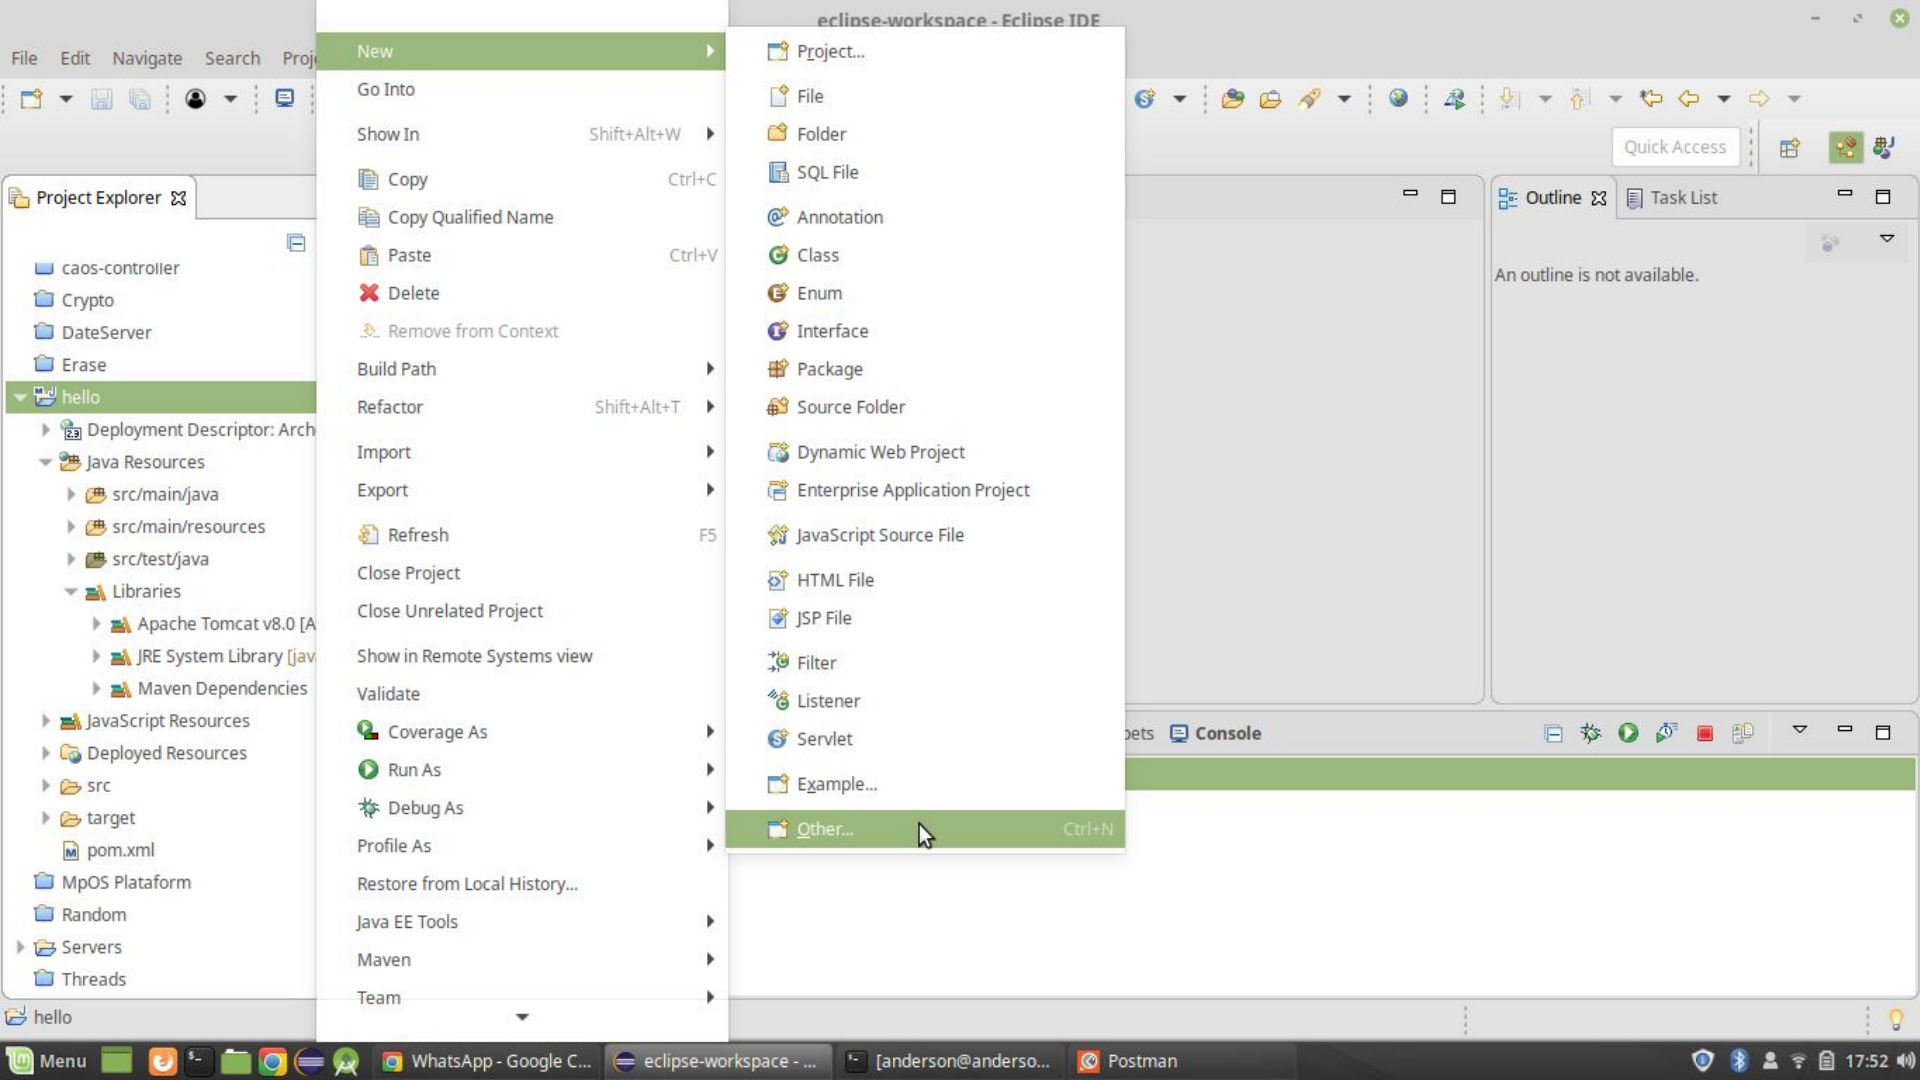 eclipse-workspace - Eclipse IDE
File Edit Navigate Search
Quick Access
Project Explorer
caos-controller
Crypto
DateServer
Erase
hello
Deployment Descriptor: Arch
Java Resources
src/main/java
src/main/resources
src/test/java
Libraries
Apache Tomcat v8.0 [A
JRE System Library [jav
Maven Dependencies
JavaScript Resources
Deployed Resources
src
target
pom.xml
MpOS Plataform
Random
Servers
Threads
hello
New
Go Into
Show In Shift+Alt+W
Copy Ctrl+C
Copy Qualified Name
Paste Ctrl+V
Delete
Remove from Context
Build Path
Refactor Shift+Alt+T
Import
Export
Refresh F5
Close Project
Close Unrelated Project
Show in Remote Systems view
Validate
Coverage As
Run As
Debug As
Profile As
Restore from Local History...
Java EE Tools
Maven
Team
Project...
File
Folder
SQL File
Annotation
Class
Enum
Interface
Package
Source Folder
Dynamic Web Project
Enterprise Application Project
JavaScript Source File
HTML File
JSP File
Filter
Listener
Servlet
Example...
Other... Ctrl+N
Outline Task List
An outline is not available.
Console
Menu WhatsApp - Google C... eclipse-workspace - ... [anderson@anderso... Postman 17:52